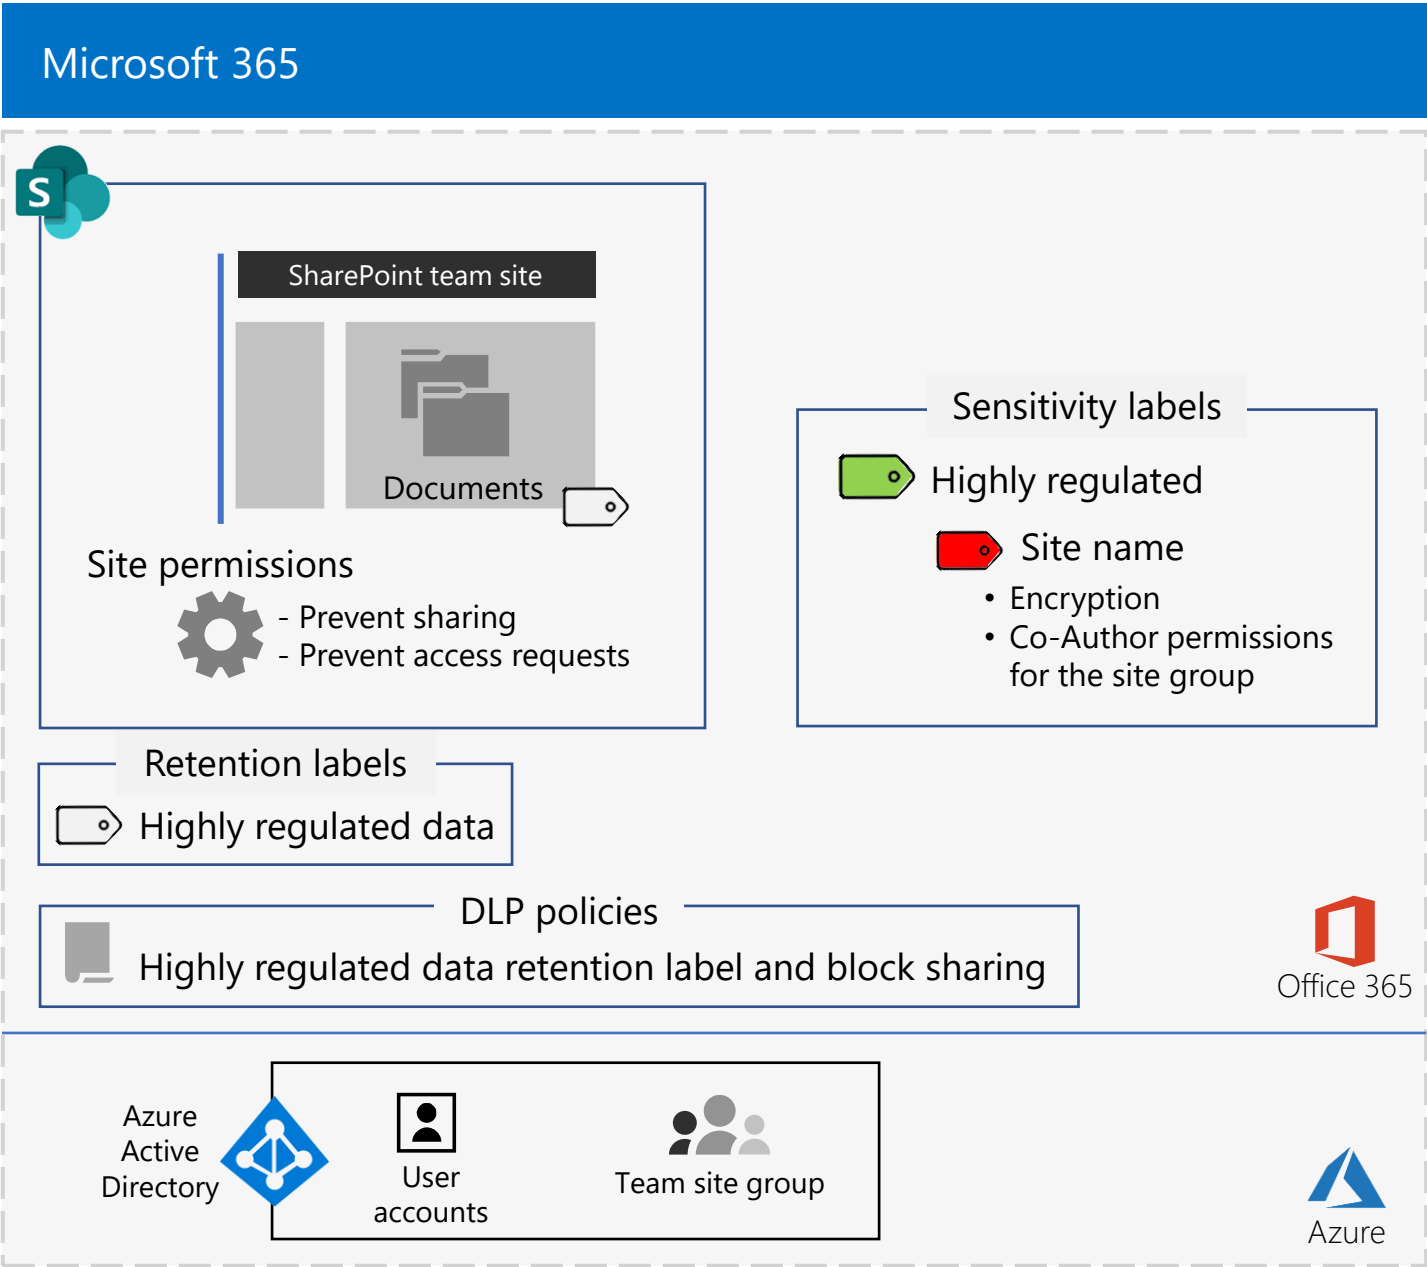 Microsoft 365
S
SharePoint team site
Documents
Site permissions
- Prevent sharing
- Prevent access requests
Sensitivity labels
Highly regulated
Site name
• Encryption
• Co-Author permissions
for the site group
Retention labels
Highly regulated data
DLP policies
Highly regulated data retention label and block sharing
Office 365
Azure
Active
Directory
User
accounts
Team site group
Azure